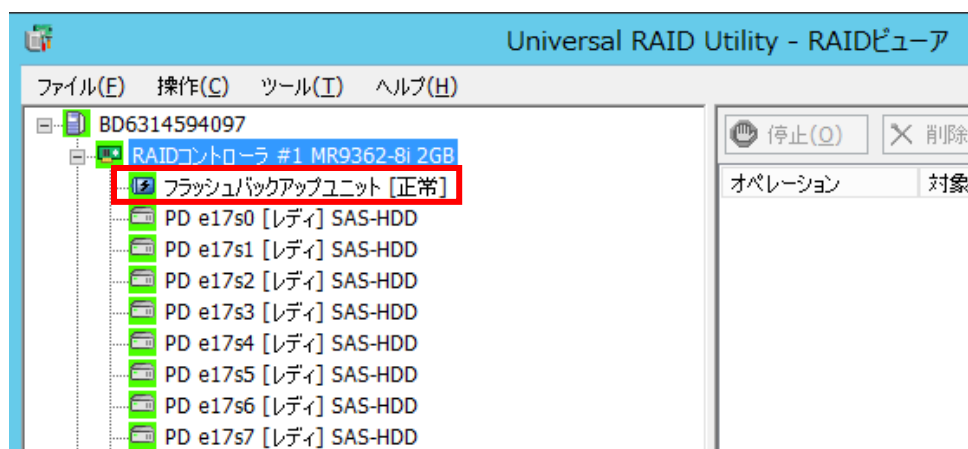 Universal RAID Utility - RAIDビューア
ファイル(F) 操作(C) ツール(T) ヘルプ(H)
BD6314594097
RAIDコントローラ #1 MR9362-8i 2GB
フラッシュバックアップユニット [正常]
PD e17s0 [レディ] SAS-HDD
PD e17s1 [レディ] SAS-HDD
PD e17s2 [レディ] SAS-HDD
PD e17s3 [レディ] SAS-HDD
PD e17s4 [レディ] SAS-HDD
PD e17s5 [レディ] SAS-HDD
PD e17s6 [レディ] SAS-HDD
PD e17s7 [レディ] SAS-HDD
停止(O) 削除
オペレーション 対象